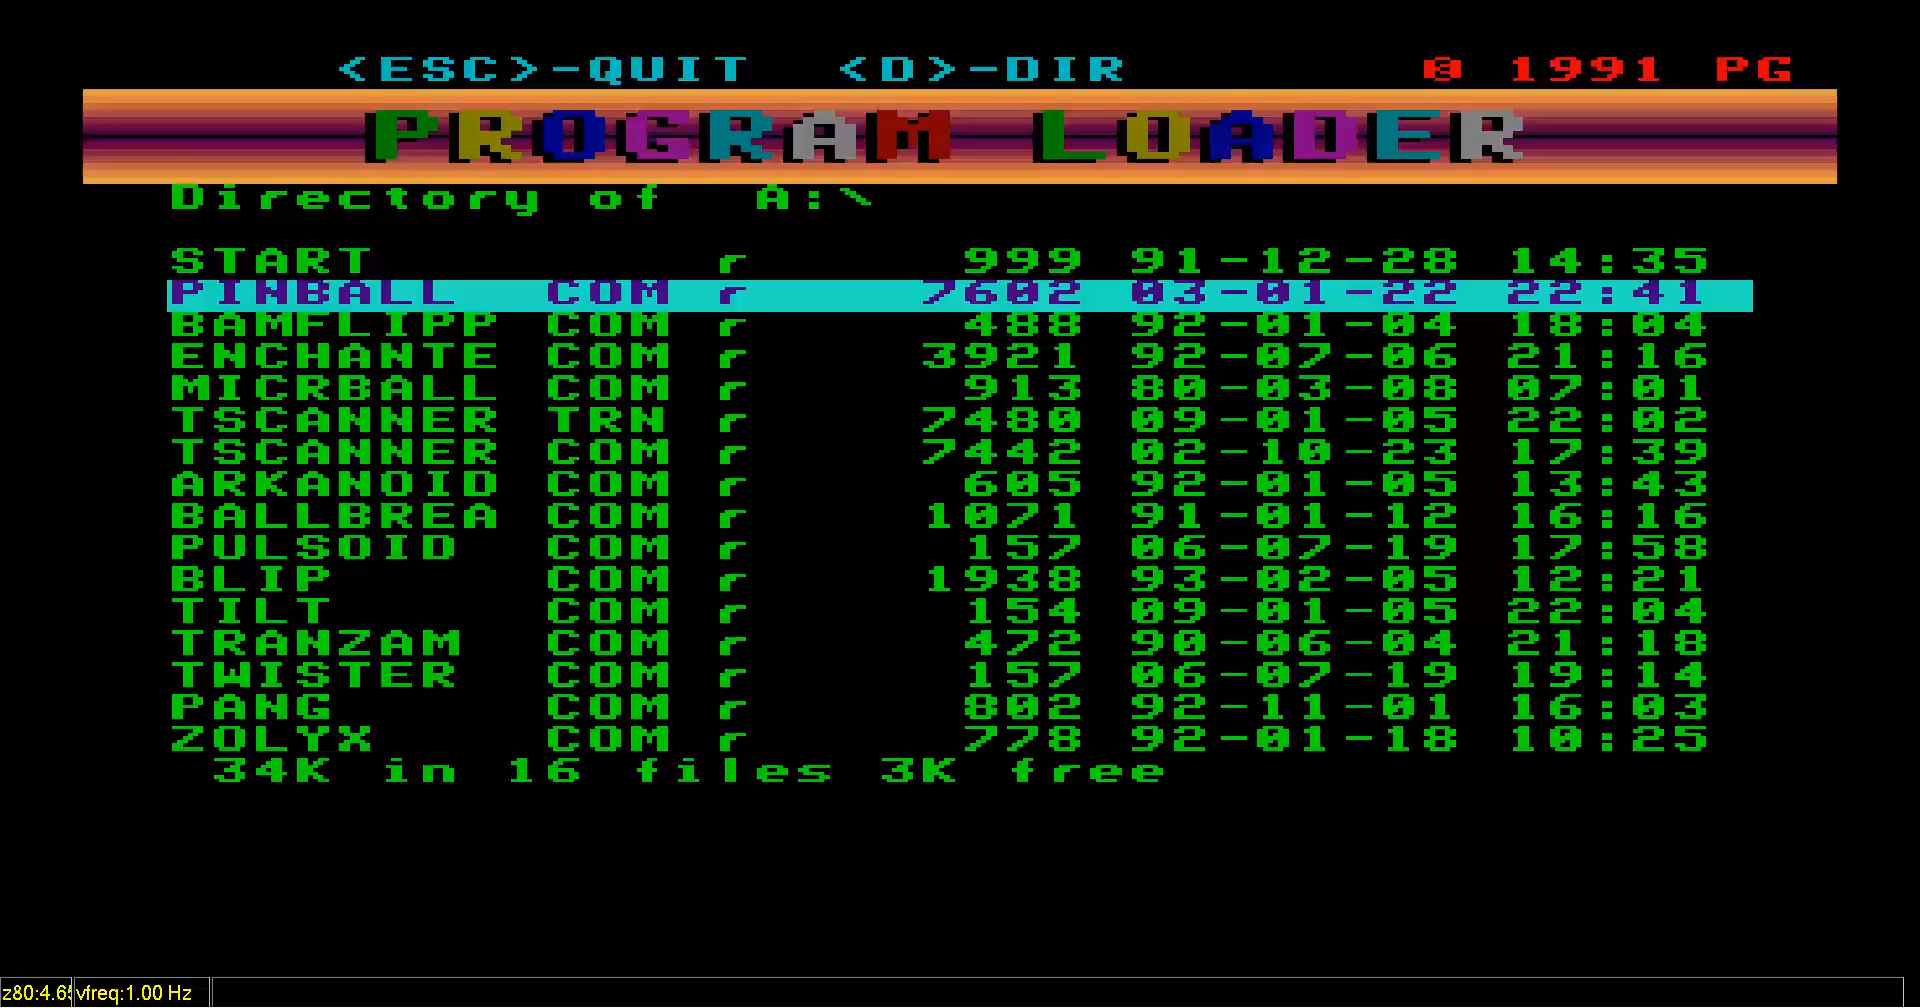 <ESC>-QUIT <D>-DIR © 1991 PG
PROGRAM LOADER
Directory of A:\
START r 999 91-12-28 14:35
PINBALL COM r 7602 03-01-22 22:41
BAMFLIPP COM r 488 92-01-04 18:04
ENCHANTE COM r 3921 92-07-06 21:16
MICRBALL COM r 913 80-03-08 07:01
TSCANNER TRN r 7480 09-01-05 22:02
TSCANNER COM r 7442 02-10-23 17:39
ARKANOID COM r 605 92-01-05 13:43
BALLBREA COM r 1071 91-01-12 16:16
PULSOID COM r 157 06-07-19 17:58
BLIP COM r 1938 93-02-05 12:21
TILT COM r 154 09-01-05 22:04
TRANZAM COM r 472 90-06-04 21:18
TWISTER COM r 157 06-07-19 19:14
PANG COM r 802 92-11-01 16:03
ZOLYX COM r 778 92-01-18 10:25
34K in 16 files 3K free
z80:4.65 vfreq:1.00 Hz